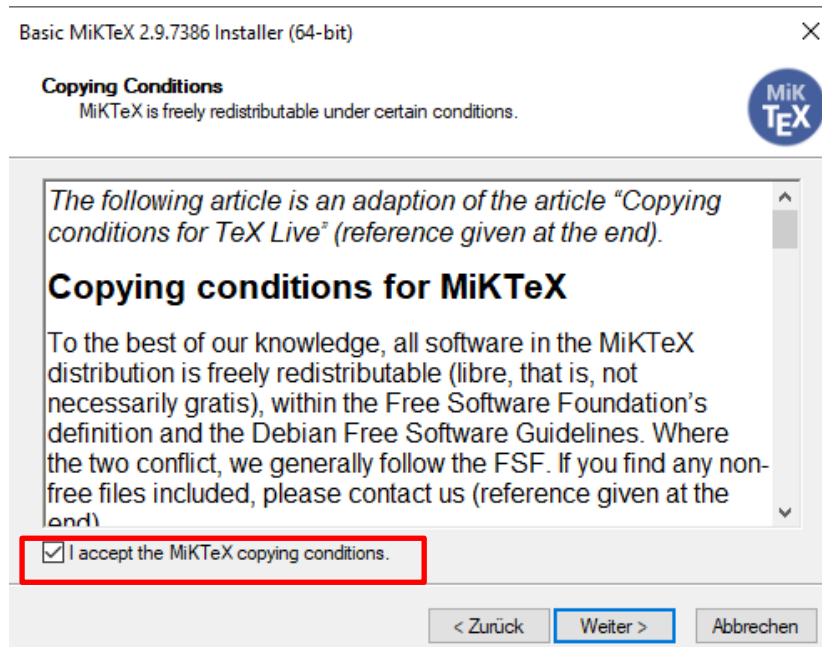 Basic MiKTeX 2.9.7386 Installer (64-bit)
Copying Conditions
MiKTeX is freely redistributable under certain conditions.
MiK
TEX
The following article is an adaption of the article “Copying
conditions for TeX Live” (reference given at the end).
Copying conditions for MiKTeX
To the best of our knowledge, all software in the MiKTeX
distribution is freely redistributable (libre, that is, not
necessarily gratis), within the Free Software Foundation’s
definition and the Debian Free Software Guidelines. Where
the two conflict, we generally follow the FSF. If you find any non-
free files included, please contact us (reference given at the
end)
I accept the MiKTeX copying conditions.
< Zurück
Weiter >
Abbrechen